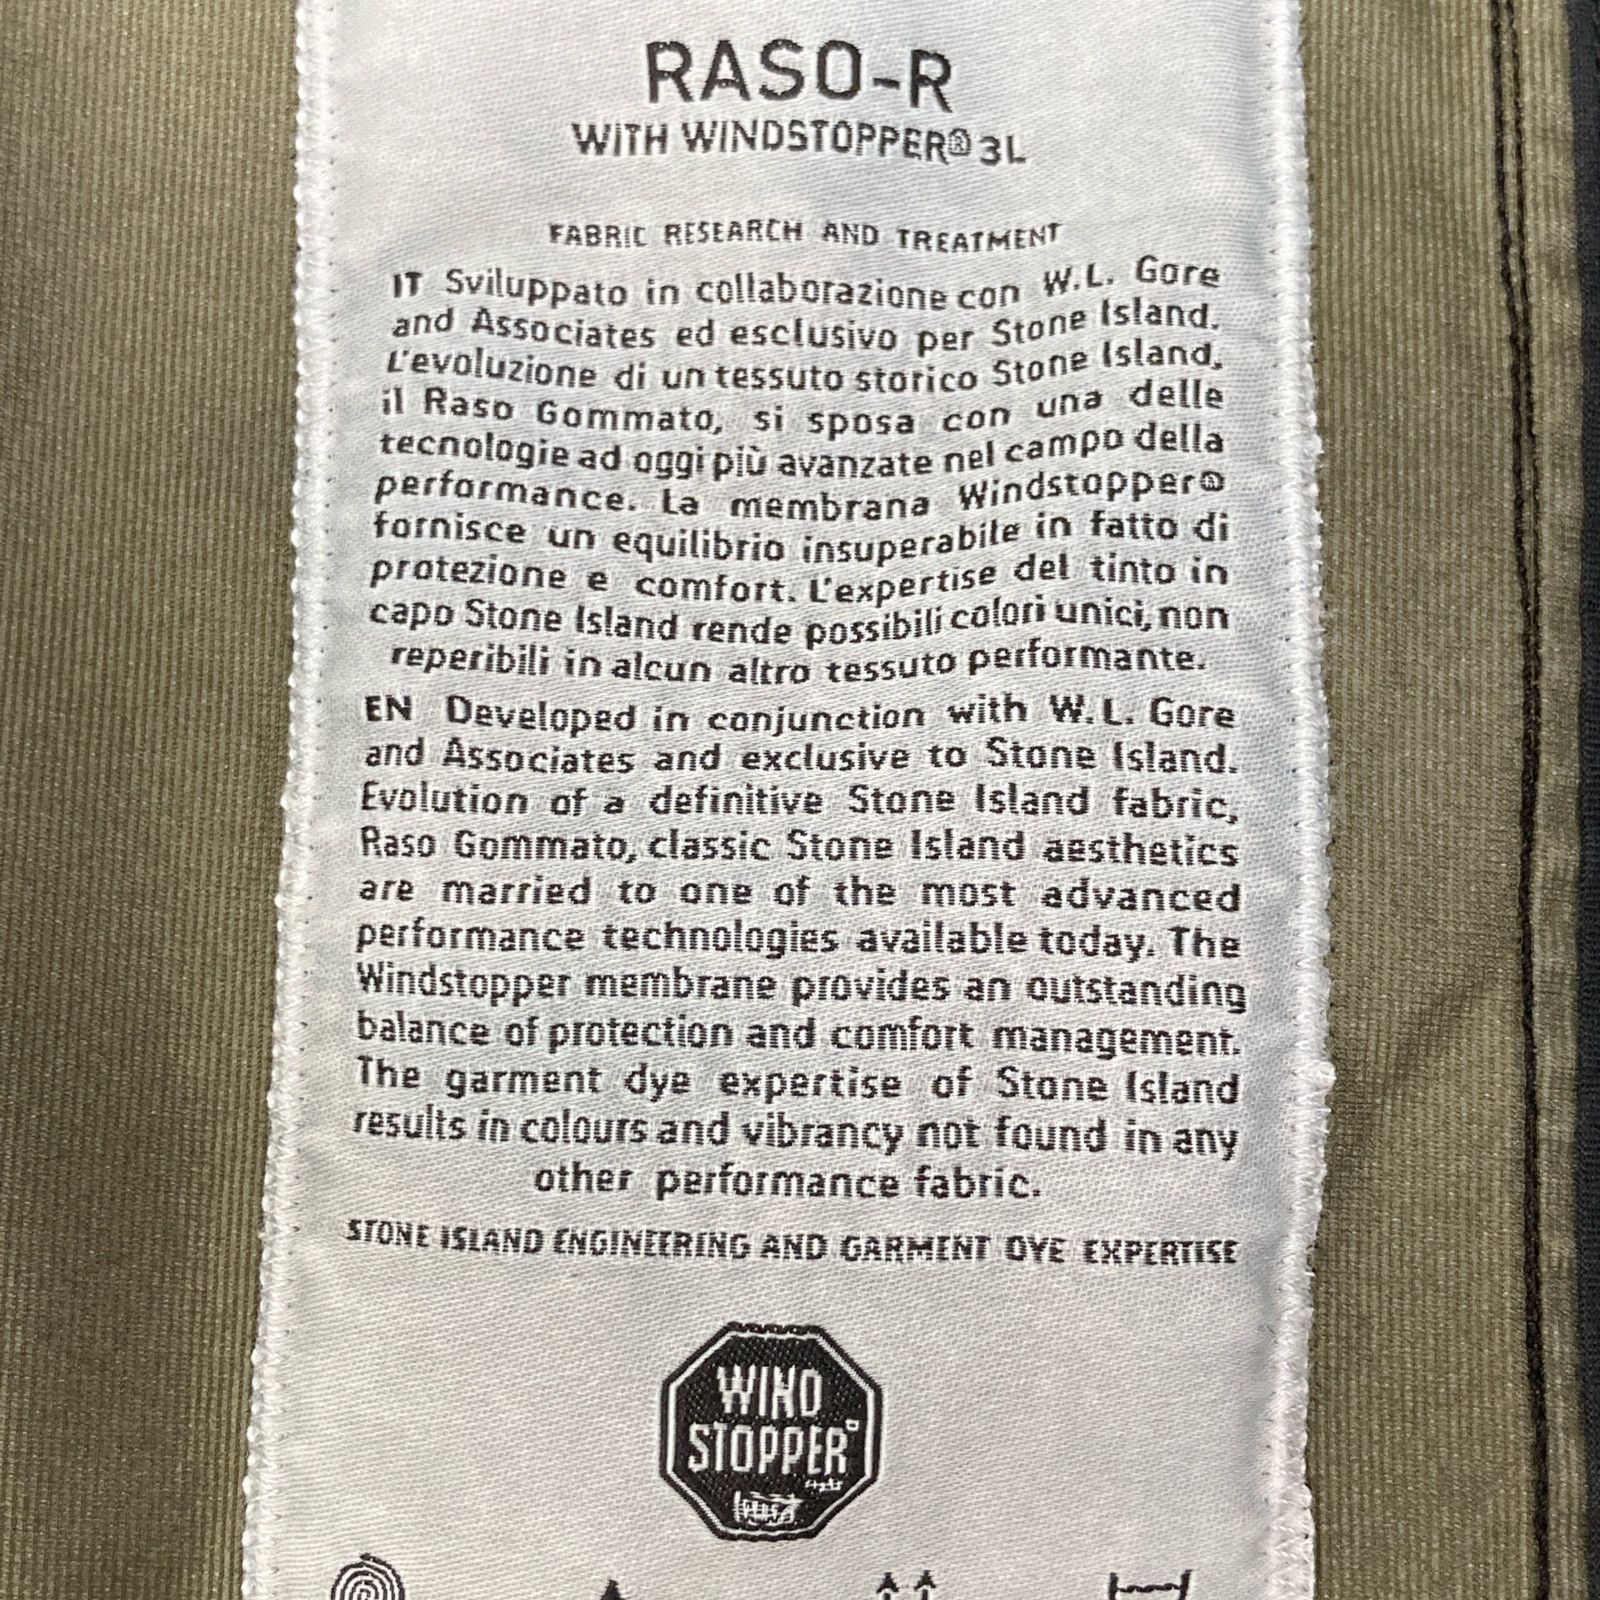 RASO-R
WITH WINDSTOPPER® 3L
FABRIC RESEARCH AND TREATMENT
IT Sviluppato in collaborazione con W.L. Gore
and Associates ed esclusivo per Stone Island.
L'evoluzione di un tessuto storico Stone Island,
il Raso Gommato, si sposa con una delle
tecnologie ad oggi più avanzate nel campo della
performance. La membrana Windstopper®
fornisce un equilibrio insuperabile in fatto di
protezione e comfort. L'expertise del tinto in
capo Stone Island rende possibili colori unici, non
reperibili in alcun altro tessuto performante.
EN Developed in conjunction with W.L. Gore
and Associates and exclusive to Stone Island.
Evolution of a definitive Stone Island fabric,
Raso Gommato, classic Stone Island aesthetics
are married to one of the most advanced
performance technologies available today. The
Windstopper membrane provides an outstanding
balance of protection and comfort management.
The garment dye expertise of Stone Island
results in colours and vibrancy not found in any
other performance fabric.
STONE ISLAND ENGINEERING AND GARMENT DYE EXPERTISE
WIND
STOPPER